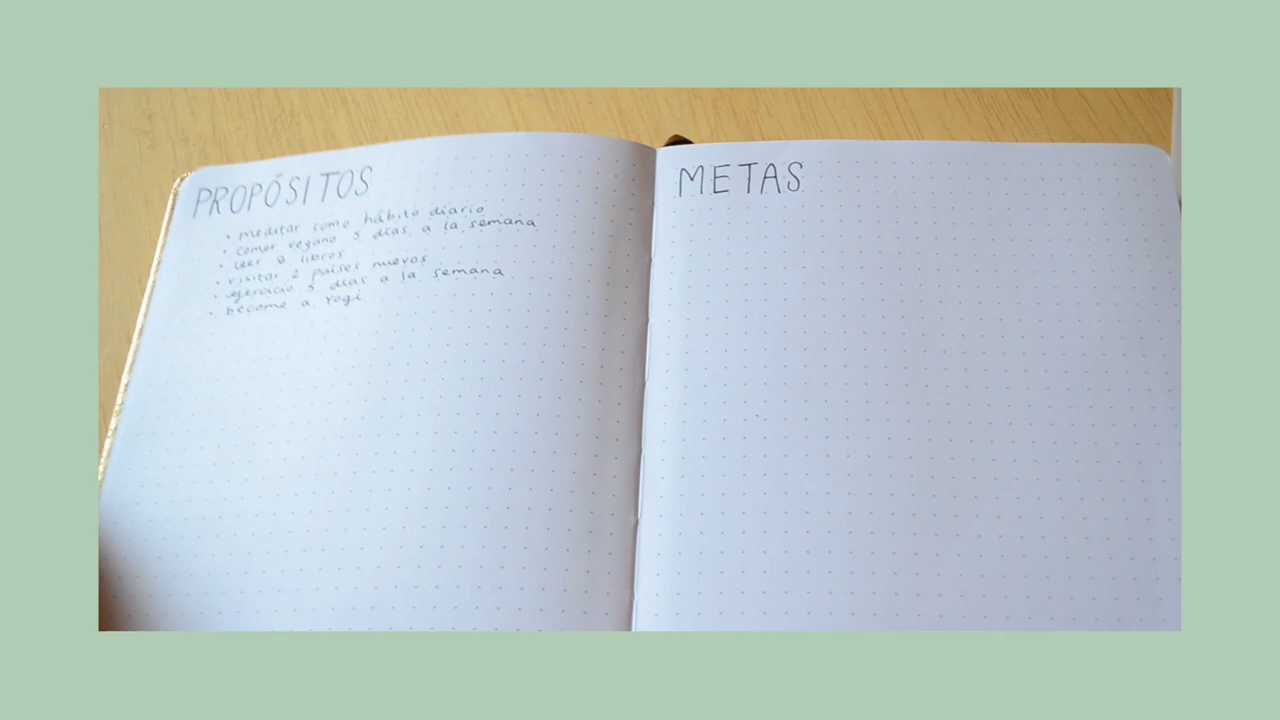 PROPÓSITOS
• meditar como hábito diario
• comer vegano 5 días a la semana
• leer 8 libros
• visitar 2 países nuevos
• ejercicio 5 días a la semana
• become a Yogi
METAS